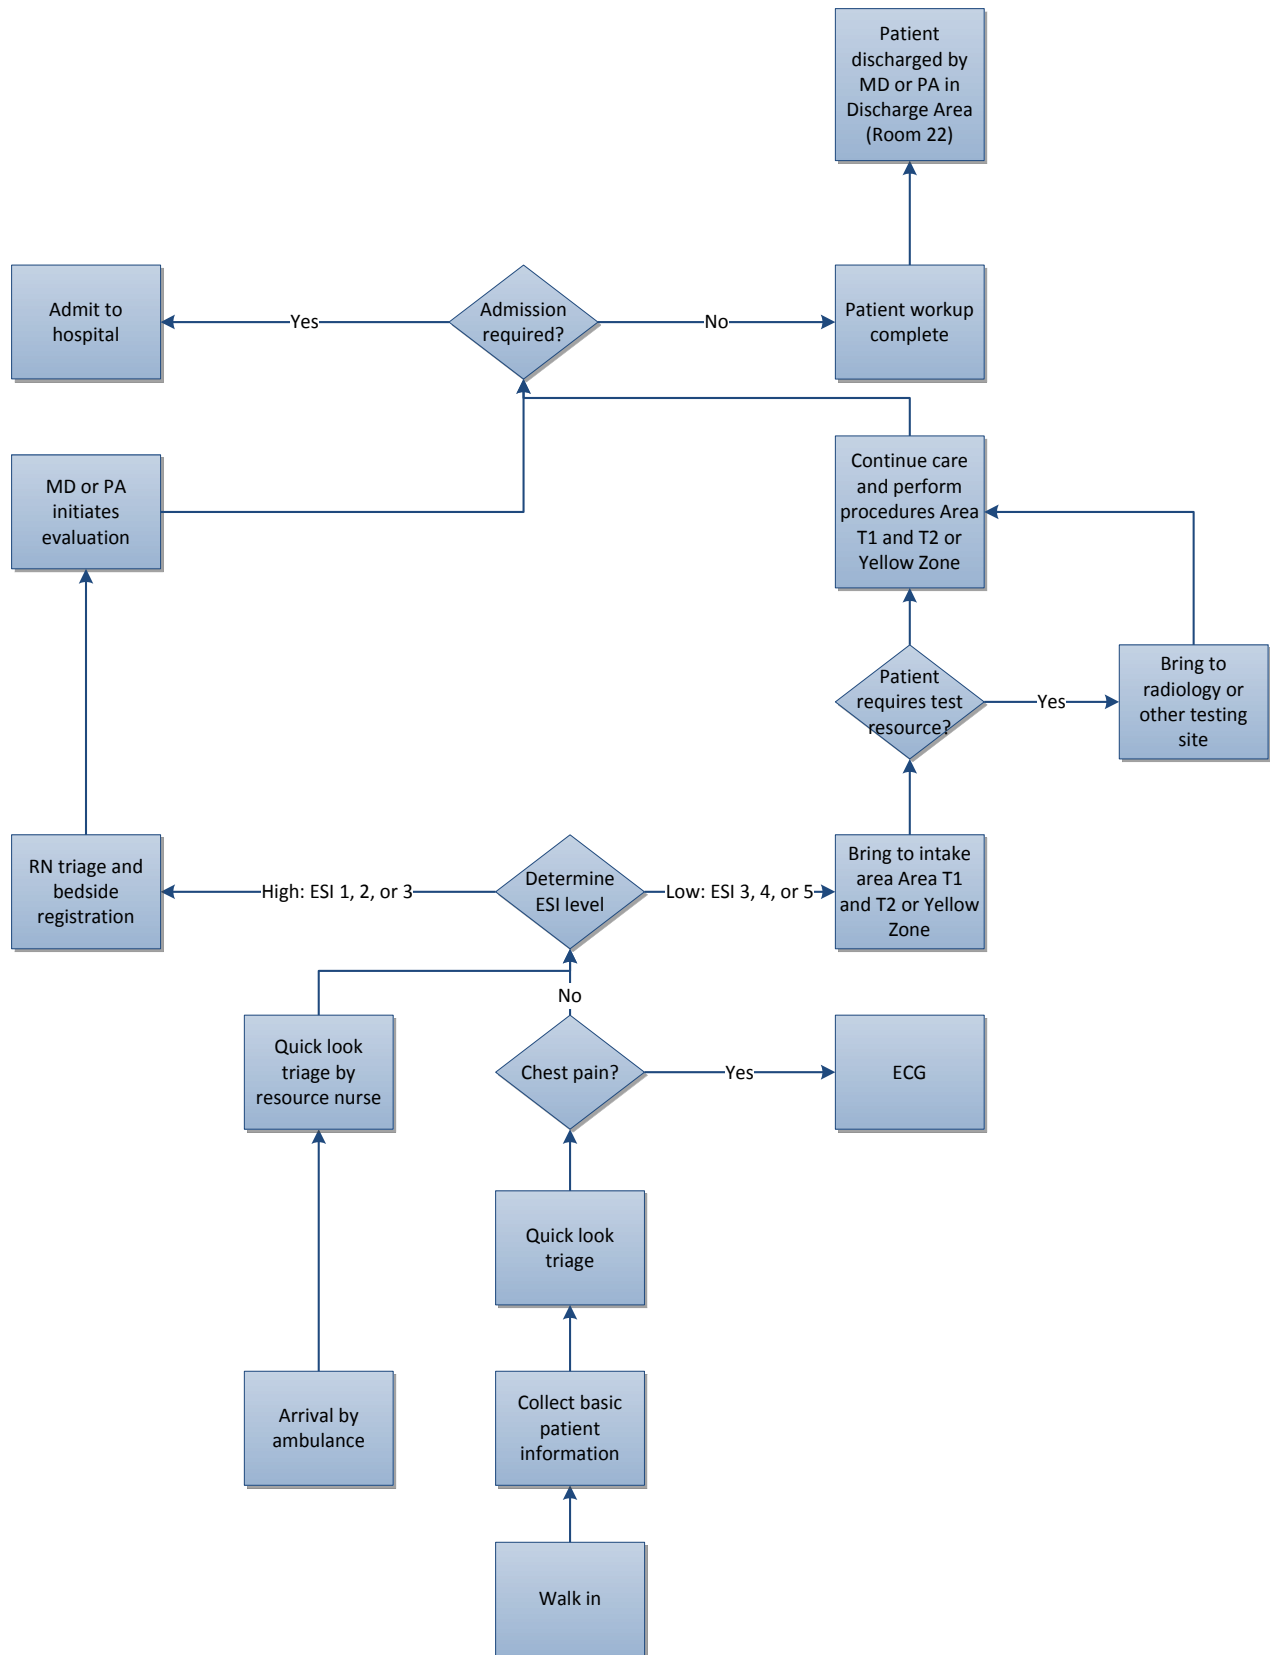 Patient
discharged by
MD or PA in
Discharge Area
(Room 22)
Admit to
hospital
Yes
Admission
required?
No
Patient workup
complete
MD or PA
initiates
evaluation
Continue care
and perform
procedures Area
T1 and T2 or
Yellow Zone
Patient
requires test
resource?
Yes
Bring to
radiology or
other testing
site
RN triage and
bedside
registration
High: ESI 1, 2, or 3
Determine
ESI level
Low: ESI 3, 4, or 5
Bring to intake
area Area T1
and T2 or Yellow
Zone
No
Quick look
triage by
resource nurse
Chest pain?
Yes
ECG
Quick look
triage
Arrival by
ambulance
Collect basic
patient
information
Walk in